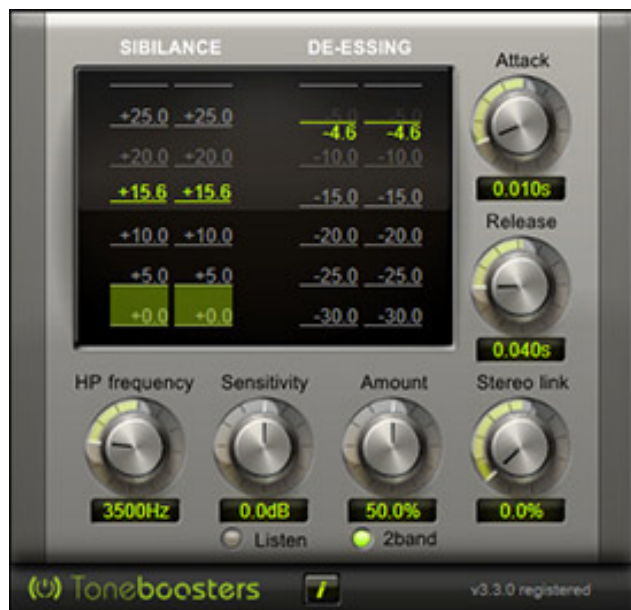 SIBILANCE DE-ESSING
Attack
+25.0 +25.0 -5.0 -5.0
-4.6 -4.6
+20.0 +20.0 -10.0 -10.0
+15.6 +15.6 -15.0 -15.0
0.010s
Release
+10.0 +10.0 -20.0 -20.0
+5.0 +5.0 -25.0 -25.0
+0.0 +0.0 -30.0 -30.0
0.040s
HP frequency Sensitivity Amount Stereo link
3500Hz 0.0dB 50.0% 0.0%
Listen 2band
Toneboosters i v3.3.0 registered